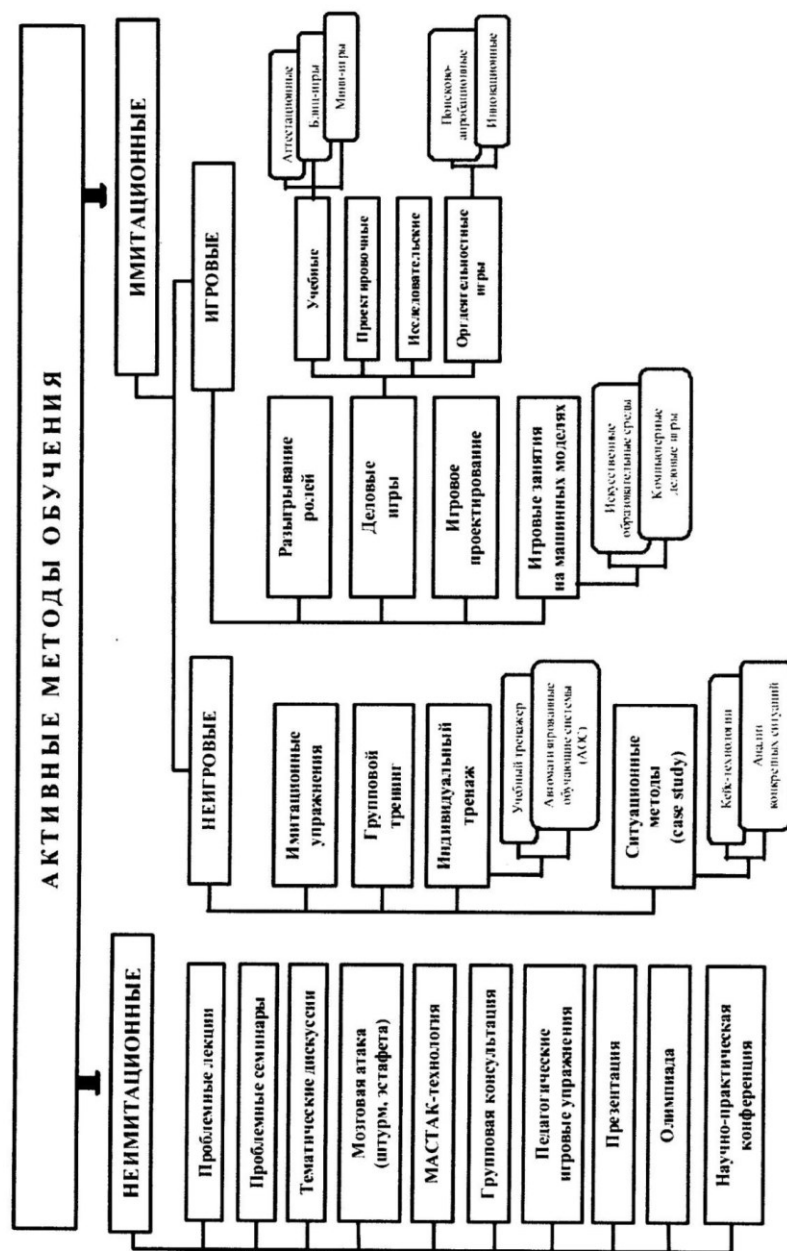 АКТИВНЫЕ МЕТОДЫ ОБУЧЕНИЯ
НЕИМИТАЦИОННЫЕ
Проблемные лекции
Проблемные семинары
Тематические дискуссии
Мозговая атака
(штурм, эстафета)
МАСТАК-технология
Групповая консультация
Педагогические
игровые упражнения
Презентация
Олимпиада
Научно-практическая
конференция
ИМИТАЦИОННЫЕ
НЕИГРОВЫЕ
Имитационные
упражнения
Групповой
тренинг
Индивидуальный
тренаж
Учебный тренажер
Автоматизированные
обучающие системы
(АОС)
Ситуационные
методы
(case study)
Кейс-технологии
Анализ
конкретных ситуаций
ИГРОВЫЕ
Разыгрывание
ролей
Деловые
игры
Учебные
Аттестационные
Блиц-игры
Мини-игры
Проектировочные
Исследовательские
Оргдеятельностные
игры
Поисково-
апробационные
Инновационные
Игровое
проектирование
Игровые занятия
на машинных моделях
Искусственные
образовательные среды
Компьютерные
деловые игры